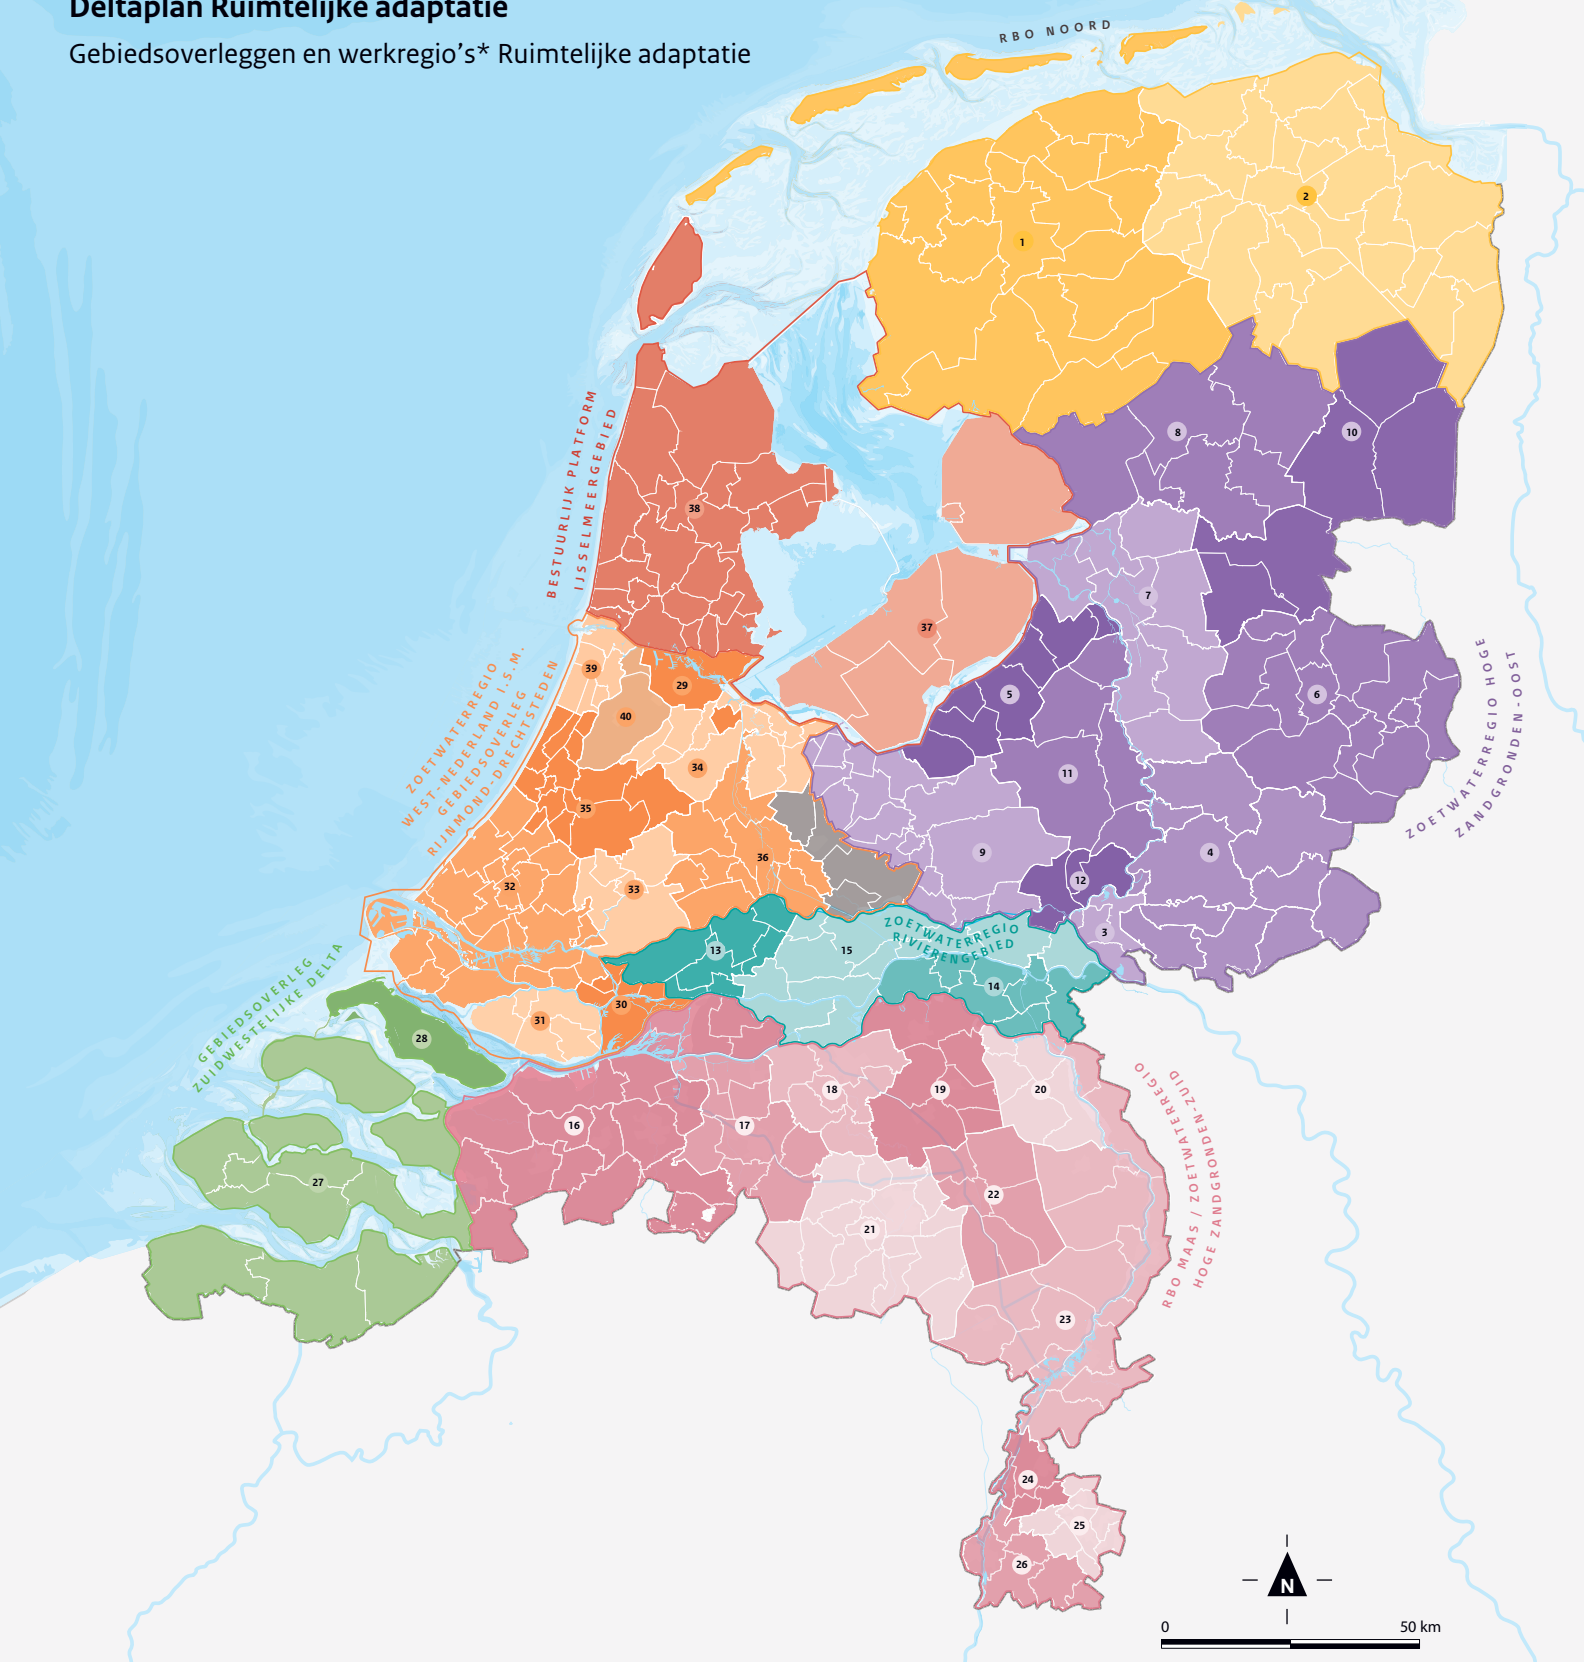 Deltaplan Ruimtelijke adaptatie
Gebiedsoverleggen en werkregio's* Ruimtelijke adaptatie
RBO NOORD
1
2
BESTUURLIJK PLATFORM
IJSSELMEERGEBIED
38
8
10
37
7
5
6
11
9
4
12
3
ZOETWATERREGIO HOGE
ZANDGRONDEN-OOST
ZOETWATERREGIO
WEST-NEDERLAND I.S.M.
GEBIEDSOVERLEG
RIJNMOND-DRECHTSTEDEN
39
29
40
34
35
36
32
33
31
30
ZOETWATERREGIO
RIVIERENGEBIED
13
15
14
GEBIEDSOVERLEG
ZUIDWESTELIJKE DELTA
28
27
RBO MAAS / ZOETWATERREGIO
HOGE ZANDGRONDEN-ZUID
16
17
18
19
20
21
22
23
24
25
26
N
0 50 km